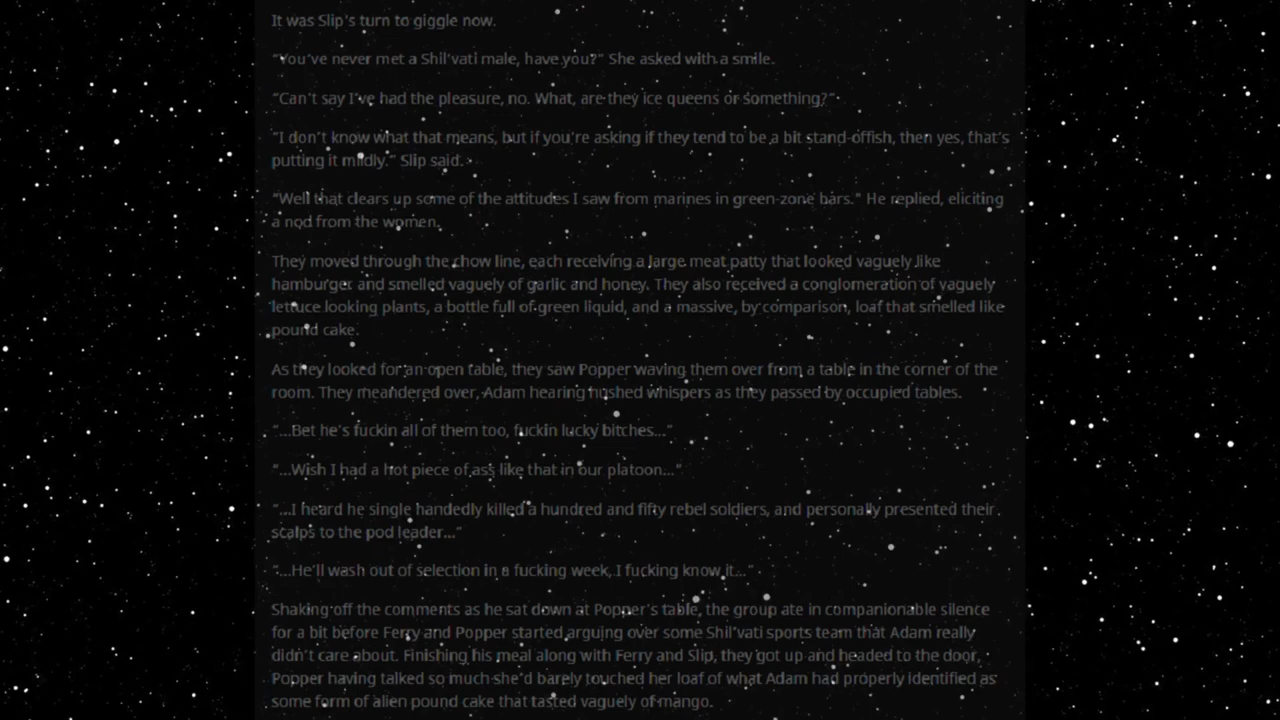 It was Slip's turn to giggle now.
"You've never met a Shil'vati male, have you?" She asked with a smile.
"Can't say I've had the pleasure, no. What, are they ice queens or something?"
"I don't know what that means, but if you're asking if they tend to be a bit stand-offish, then yes, that's
putting it mildly." Slip said.
"Well that clears up some of the attitudes I saw from marines in green-zone bars." He replied, eliciting
a nod from the women.
They moved through the chow line, each receiving a large meat patty that looked vaguely like
hamburger and smelled vaguely of garlic and honey. They also received a conglomeration of vaguely
lettuce looking plants, a bottle full of green liquid, and a massive, by comparison, loaf that smelled like
pound cake.
As they looked for an open table, they saw Popper waving them over from a table in the corner of the
room. They meandered over, Adam hearing hushed whispers as they passed by occupied tables.
"...Bet he's fuckin all of them too, fuckin lucky bitches..."
"...Wish I had a hot piece of ass like that in our platoon..."
"...I heard he single handedly killed a hundred and fifty rebel soldiers, and personally presented their
scalps to the pod leader..."
"...He'll wash out of selection in a fucking week, I fucking know it..."
Shaking off the comments as he sat down at Popper's table, the group ate in companionable silence
for a bit before Ferry and Popper started arguing over some Shil'vati sports team that Adam really
didn't care about. Finishing his meal along with Ferry and Slip, they got up and headed to the door,
Popper having talked so much she'd barely touched her loaf of what Adam had properly identified as
some form of alien pound cake that tasted vaguely of mango.